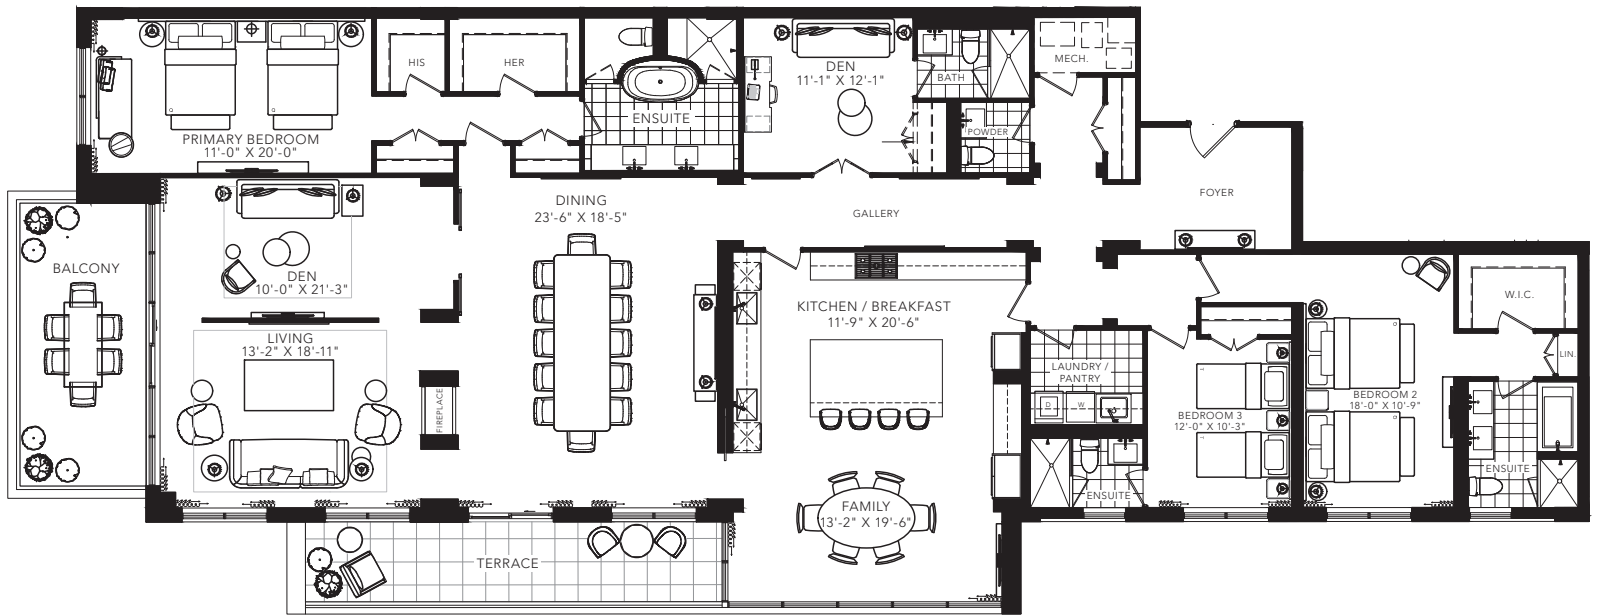 HIS
HER
ENSUITE
PRIMARY BEDROOM
11'-0" X 20'-0"
DEN
11'-1" X 12'-1"
BATH
POWDER
MECH.
FOYER
GALLERY
DINING
23'-6" X 18'-5"
BALCONY
DEN
10'-0" X 21'-3"
LIVING
13'-2" X 18'-11"
FIREPLACE
KITCHEN / BREAKFAST
11'-9" X 20'-6"
LAUNDRY /
PANTRY
D
W
BEDROOM 3
12'-0" X 10'-3"
BEDROOM 2
18'-0" X 10'-9"
W.I.C.
LIN.
ENSUITE
ENSUITE
FAMILY
13'-2" X 19'-6"
TERRACE